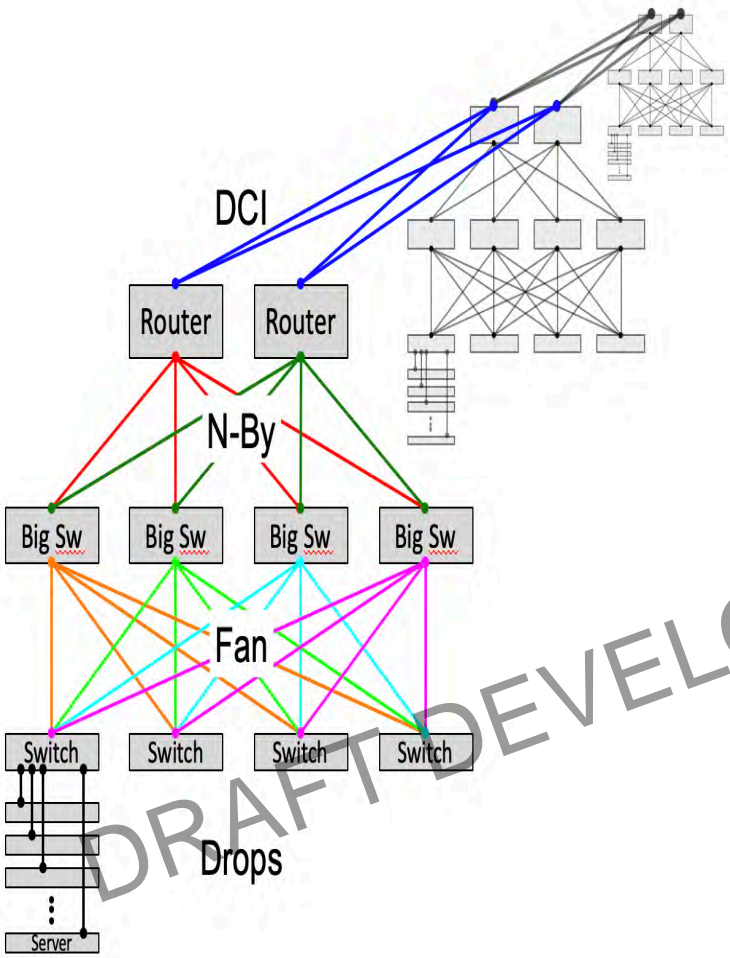 DCI
Router
Router
N-By
Big Sw
Big Sw
Big Sw
Big Sw
Fan
Switch
Switch
Switch
Switch
Drops
Server
DRAFT DEVELO